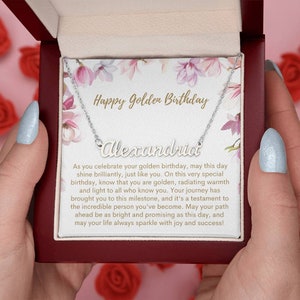 Happy Golden Birthday
Alexandria
As you celebrate your golden birthday, may this day
shine brilliantly, just like you. On this very special
birthday, know that you are golden, radiating warmth
and light to all who know you. Your journey has
brought you to this milestone, and it's a testament to
the incredible person you've become. May your path
ahead be as bright and promising as this day, and
may your life always sparkle with joy and success!